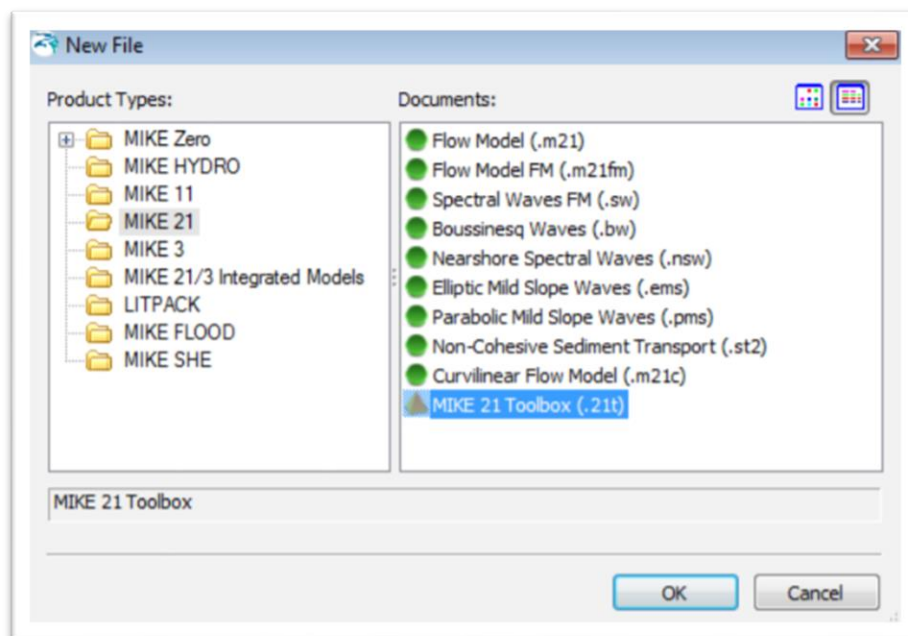 New File
Product Types:
MIKE Zero
MIKE HYDRO
MIKE 11
MIKE 21
MIKE 3
MIKE 21/3 Integrated Models
LITPACK
MIKE FLOOD
MIKE SHE
Documents:
Flow Model (.m21)
Flow Model FM (.m21fm)
Spectral Waves FM (.sw)
Boussinesq Waves (.bw)
Nearshore Spectral Waves (.nsw)
Elliptic Mild Slope Waves (.ems)
Parabolic Mild Slope Waves (.pms)
Non-Cohesive Sediment Transport (.st2)
Curvilinear Flow Model (.m21c)
MIKE 21 Toolbox (.21t)
MIKE 21 Toolbox
OK
Cancel